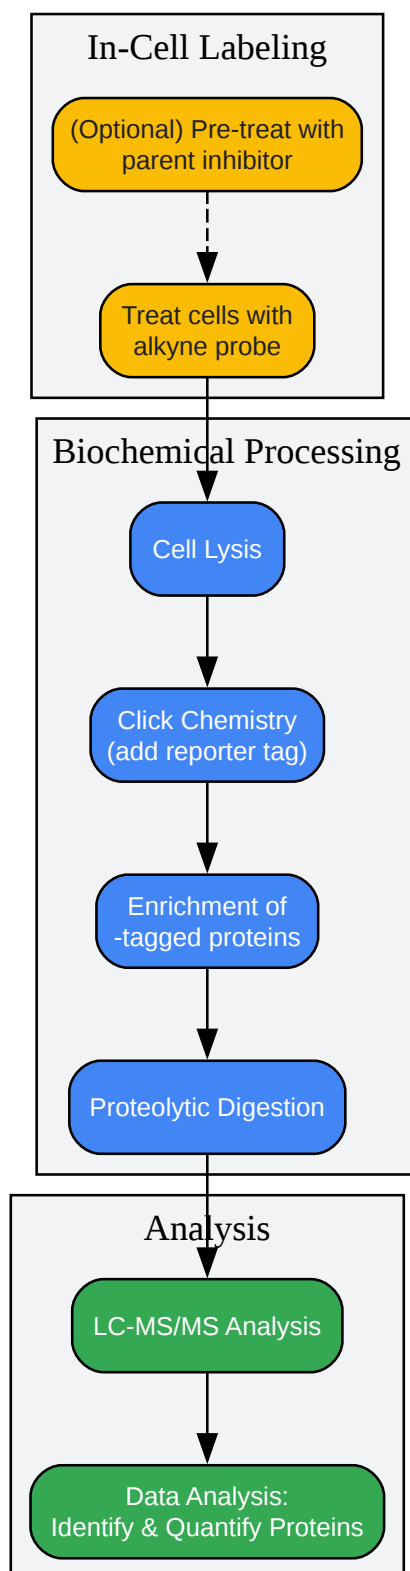 In-Cell Labeling
(Optional) Pre-treat with
parent inhibitor
Treat cells with
alkyne probe
Biochemical Processing
Cell Lysis
Click Chemistry
(add reporter tag)
Enrichment of
-tagged proteins
Proteolytic Digestion
Analysis
LC-MS/MS Analysis
Data Analysis:
Identify & Quantify Proteins